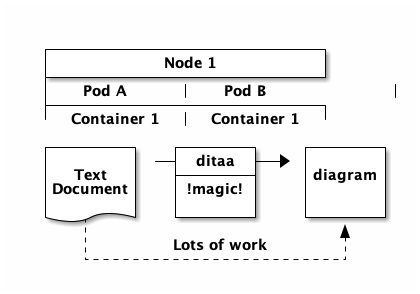 Node 1
Pod A Pod B
Container 1 Container 1
Text
Document
ditaa
!magic!
diagram
Lots of work